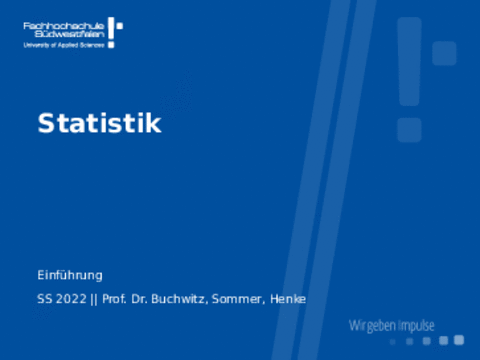 Fachhochschule
Südwestfalen
University of Applied Sciences
Statistik
Einführung
SS 2022 || Prof. Dr. Buchwitz, Sommer, Henke
Wir geben Impulse